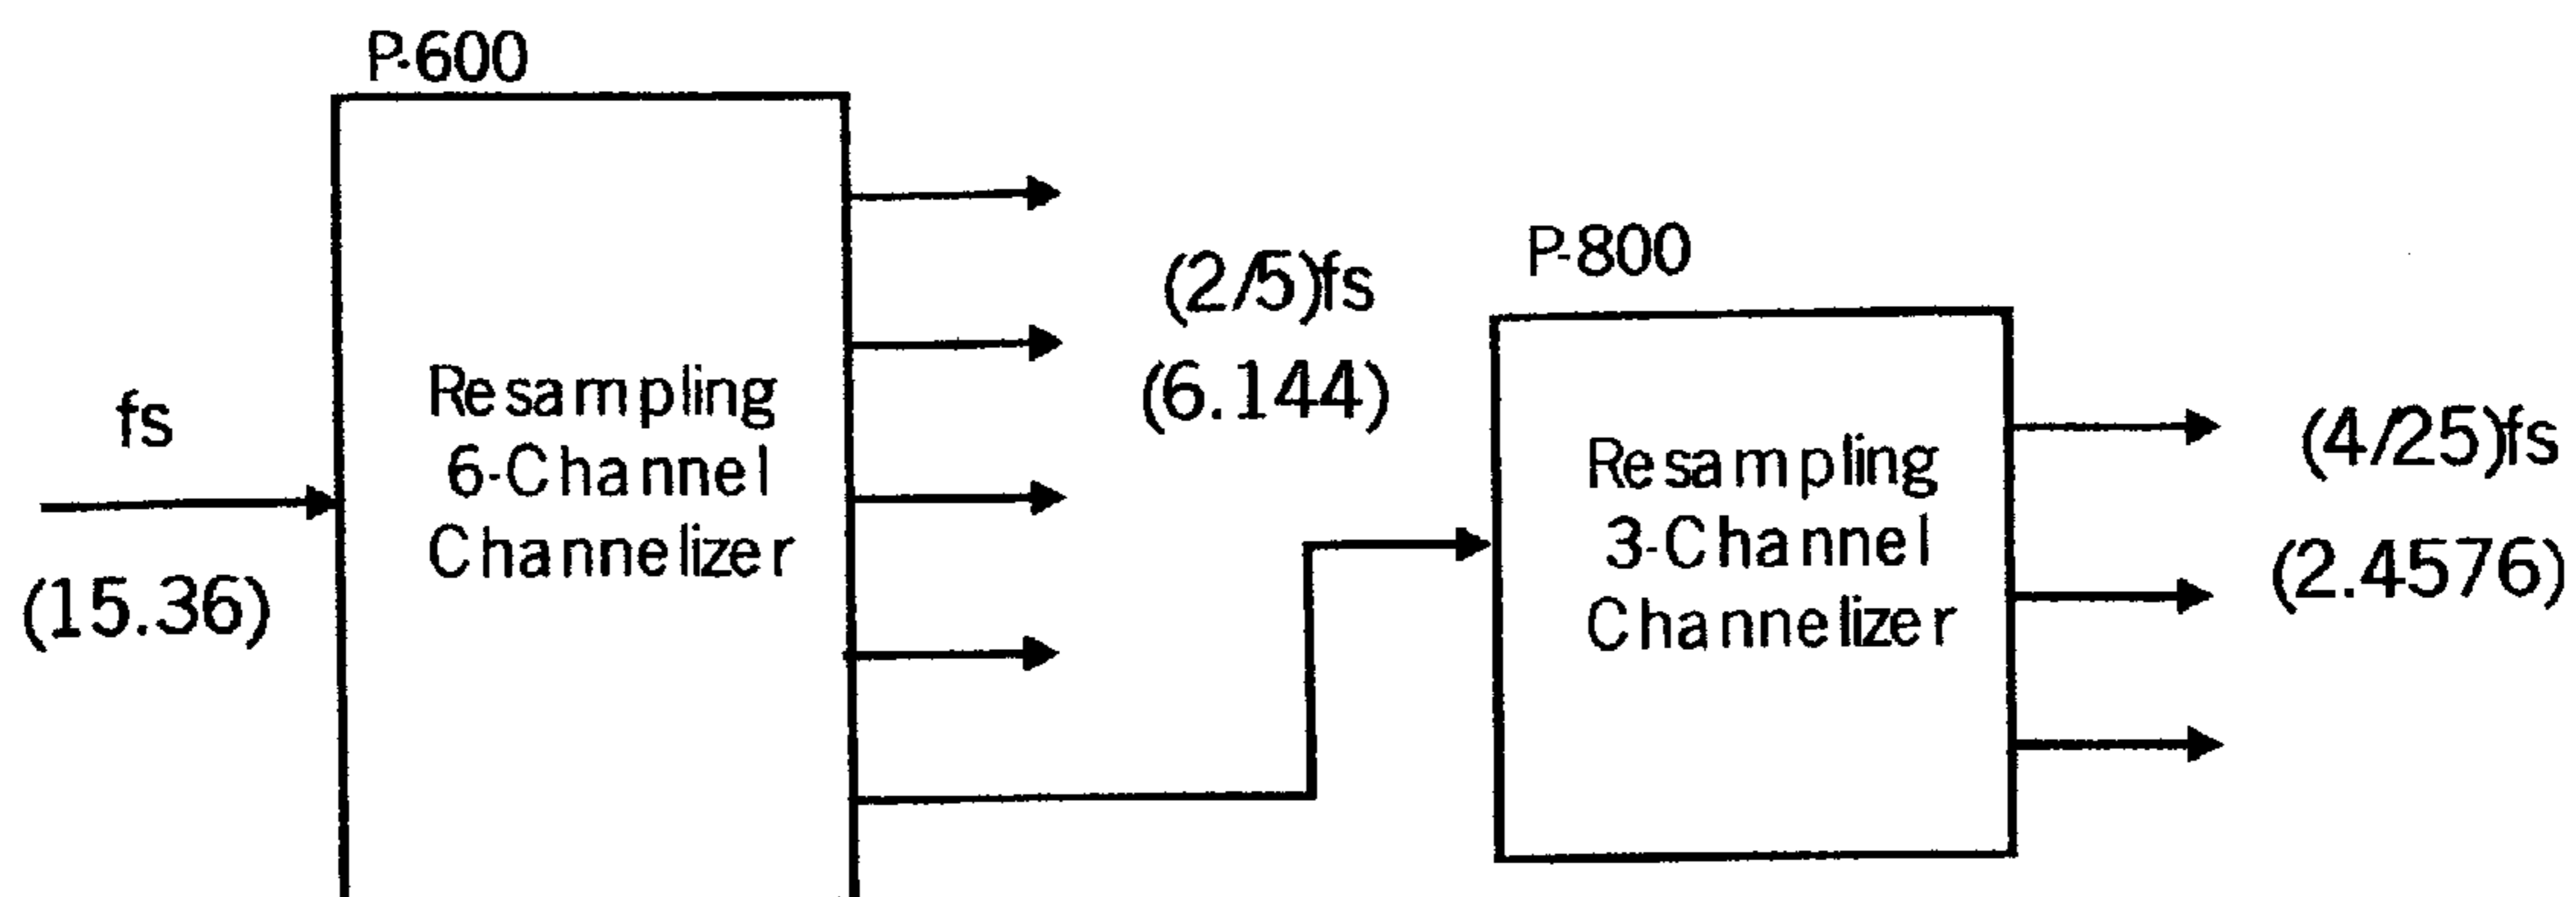 P-600
fs
(15.36)
Resampling
6-Channel
Channelizer
(2/5)fs
(6.144)
P-800
Resampling
3-Channel
Channelizer
(4/25)fs
(2.4576)